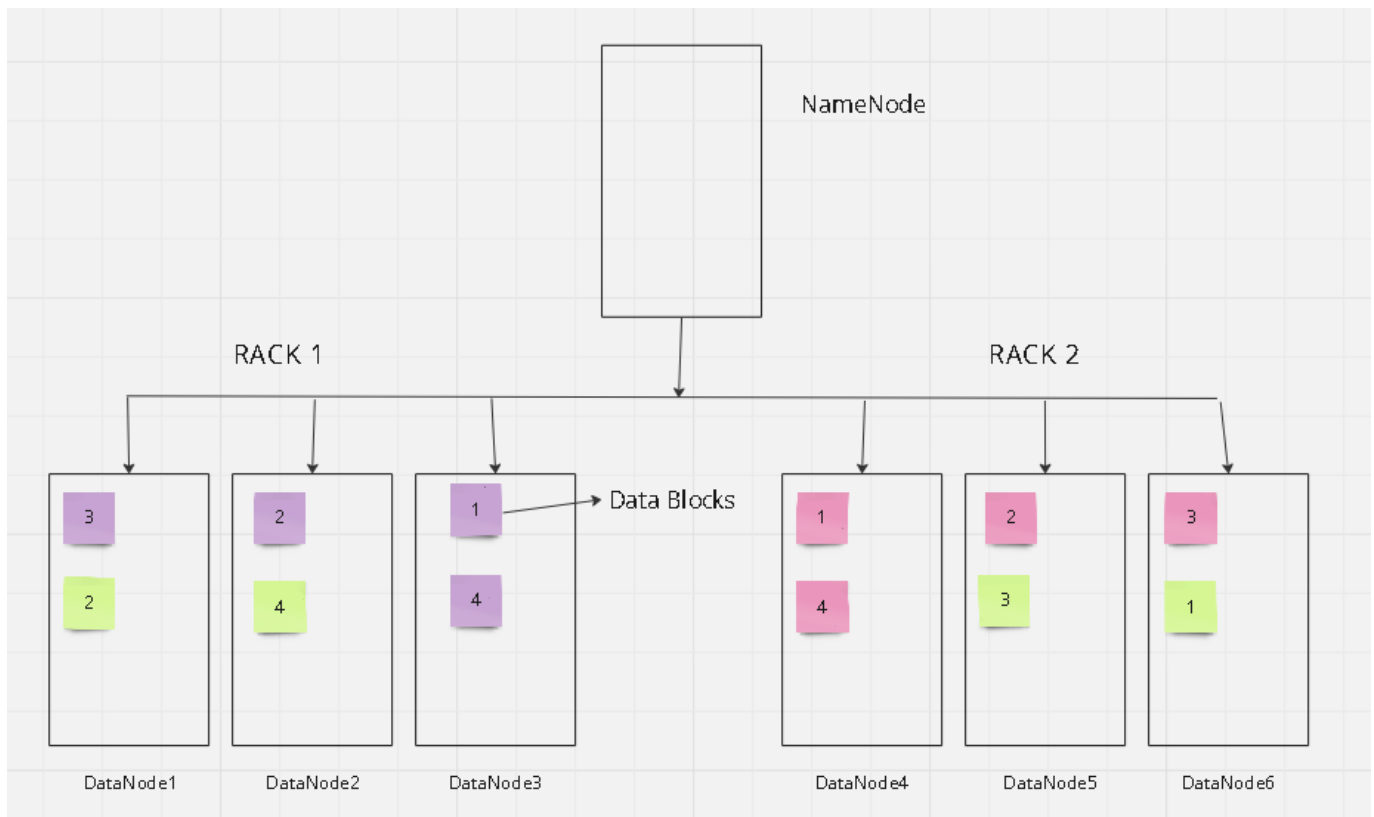 NameNode
RACK 1
RACK 2
3
2
1
Data Blocks
1
2
3
2
4
4
4
3
1
DataNode1
DataNode2
DataNode3
DataNode4
DataNode5
DataNode6